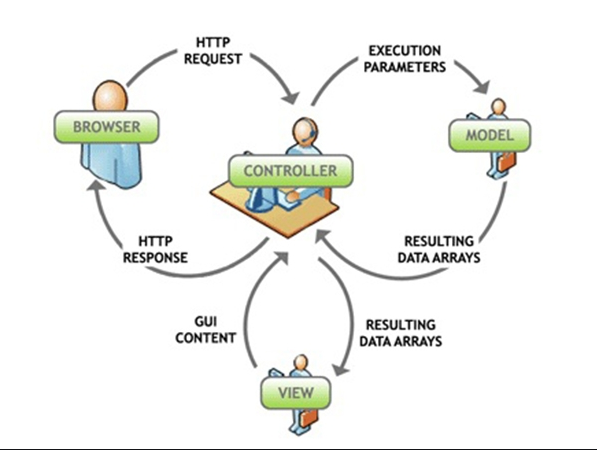 HTTP
REQUEST
EXECUTION
PARAMETERS
BROWSER
MODEL
CONTROLLER
HTTP
RESPONSE
RESULTING
DATA ARRAYS
GUI
CONTENT
RESULTING
DATA ARRAYS
VIEW